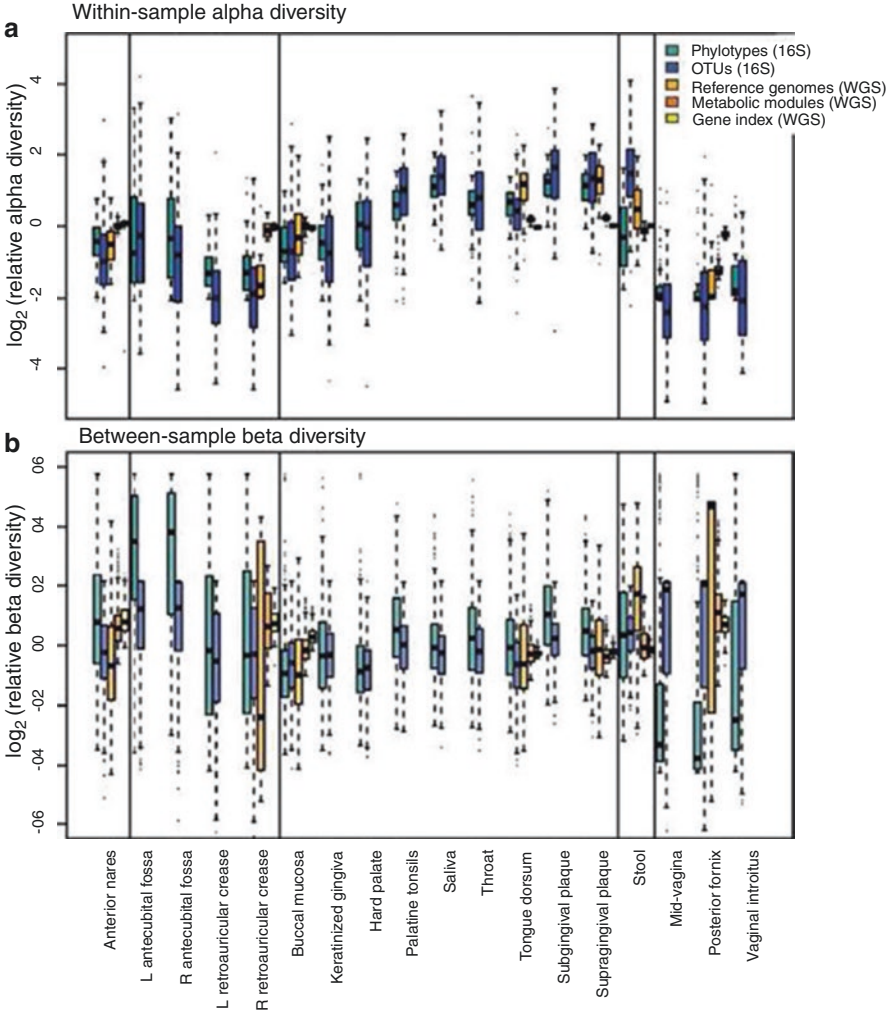 Within-sample alpha diversity
a
Phylotypes (16S)
OTUs (16S)
Reference genomes (WGS)
Metabolic modules (WGS)
Gene index (WGS)
log2 (relative alpha diversity)
4
2
0
-2
-4
Between-sample beta diversity
b
log2 (relative beta diversity)
06
04
02
00
-02
-04
-06
Anterior nares
L antecubital fossa
R antecubital fossa
L retroauricular crease
R retroauricular crease
Buccal mucosa
Keratinized gingiva
Hard palate
Palatine tonsils
Saliva
Throat
Tongue dorsum
Subgingival plaque
Supragingival plaque
Stool
Mid-vagina
Posterior fornix
Vaginal introitus